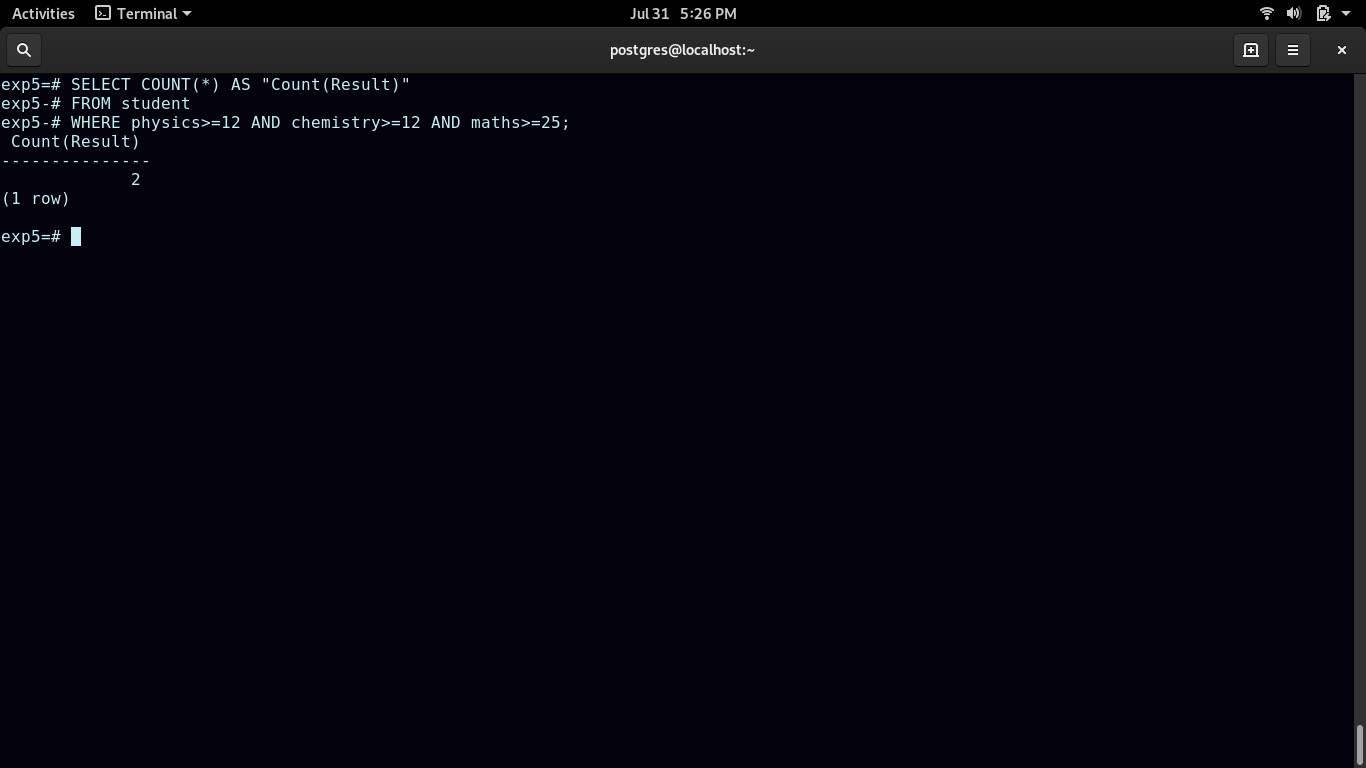 Activities Terminal Jul 31 5:26 PM
postgres@localhost:~
exp5=# SELECT COUNT(*) AS "Count(Result)"
exp5-# FROM student
exp5-# WHERE physics>=12 AND chemistry>=12 AND maths>=25;
Count(Result)
---------------
2
(1 row)
exp5=#